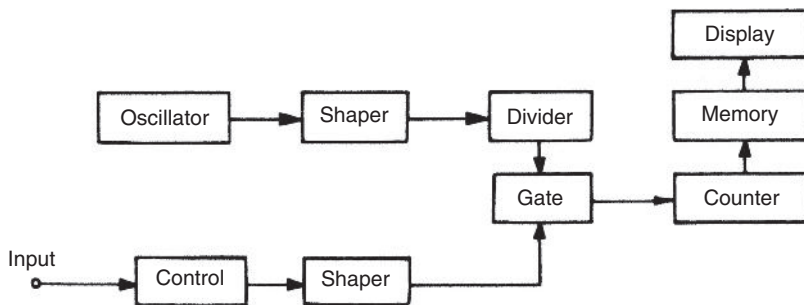 Display
Oscillator
Shaper
Divider
Memory
Gate
Counter
Input
Control
Shaper